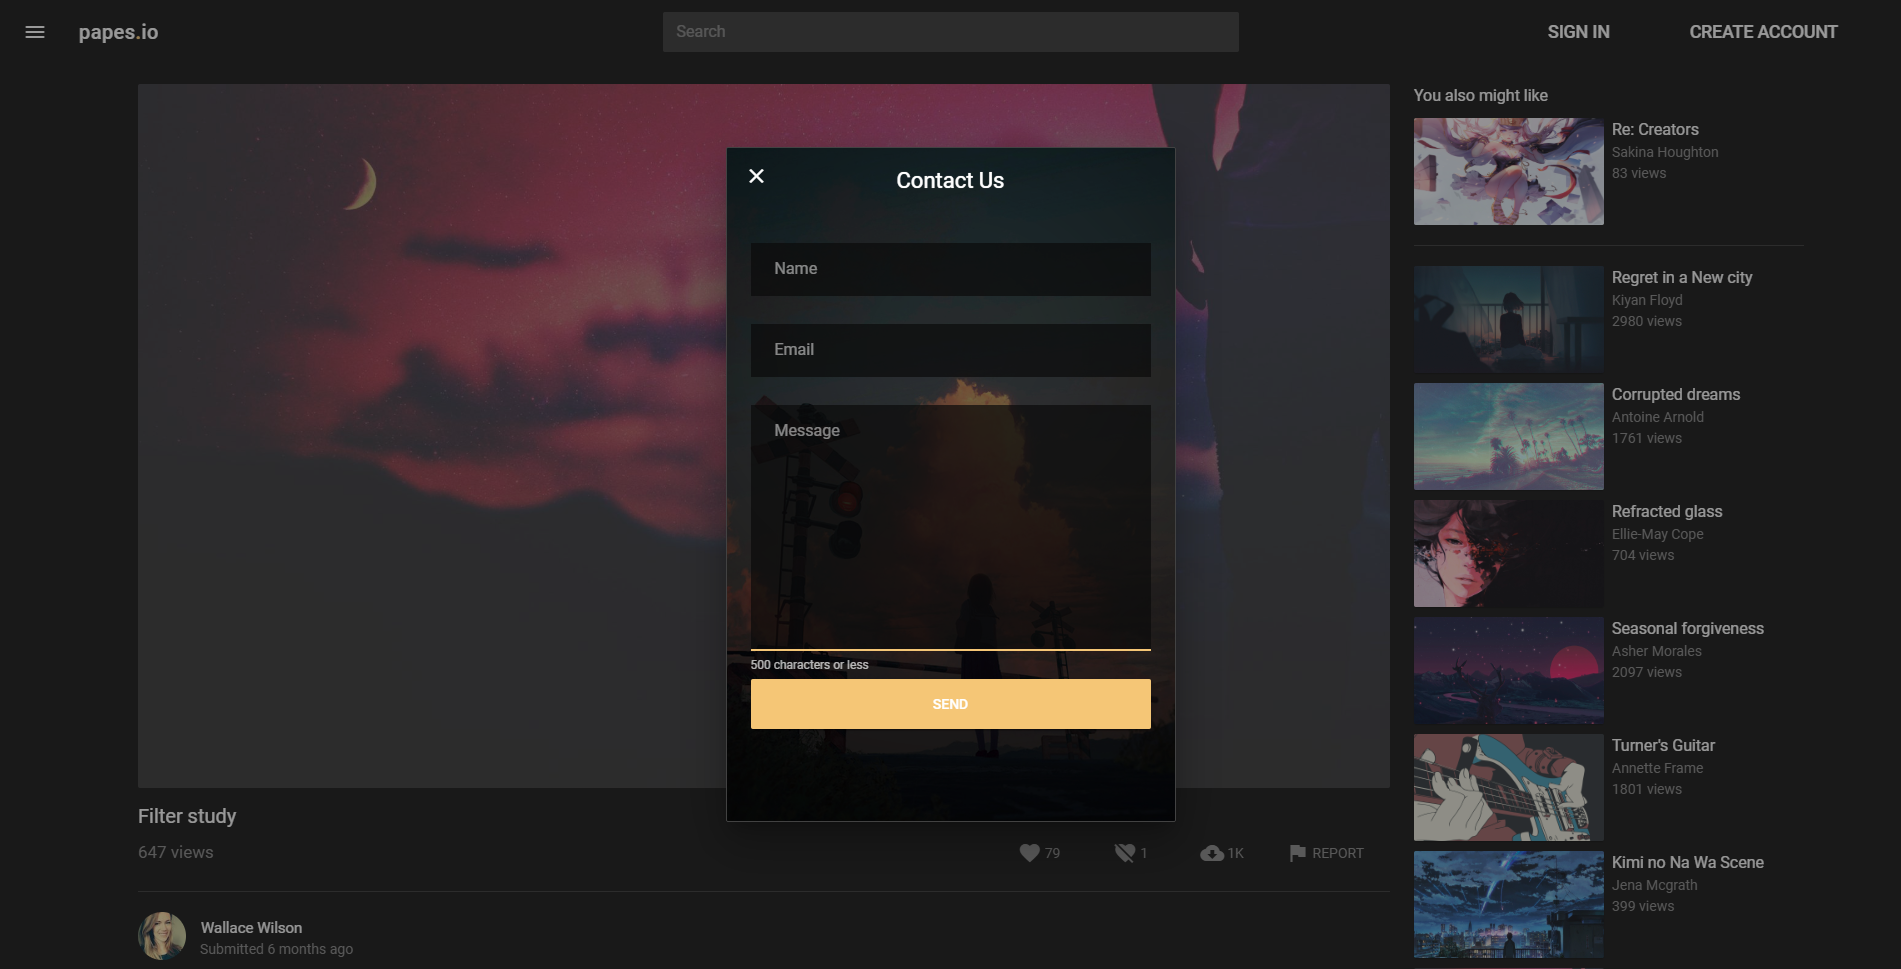 papes.io
Search
SIGN IN
CREATE ACCOUNT
Contact Us
Name
Email
Message
500 characters or less
SEND
Filter study
647 views
79
1
1K
REPORT
Wallace Wilson
Submitted 6 months ago
You also might like
Re: Creators
Sakina Houghton
83 views
Regret in a New city
Kiyan Floyd
2980 views
Corrupted dreams
Antoine Arnold
1761 views
Refracted glass
Ellie-May Cope
704 views
Seasonal forgiveness
Asher Morales
2097 views
Turner's Guitar
Annette Frame
1801 views
Kimi no Na Wa Scene
Jena Mcgrath
399 views